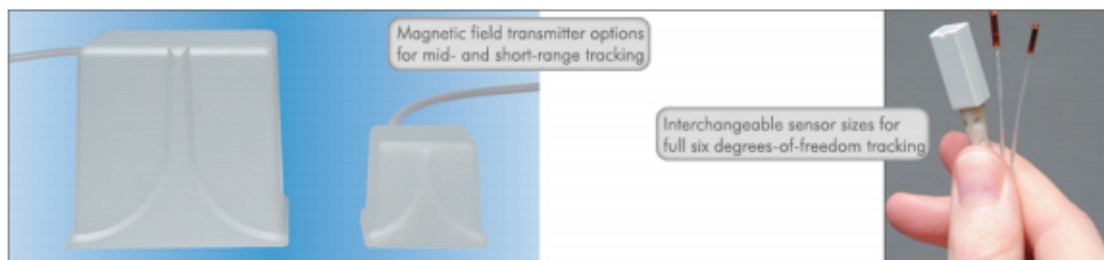 Magnetic field transmitter options
for mid- and short-range tracking
Interchangeable sensor sizes for
full six degrees-of-freedom tracking